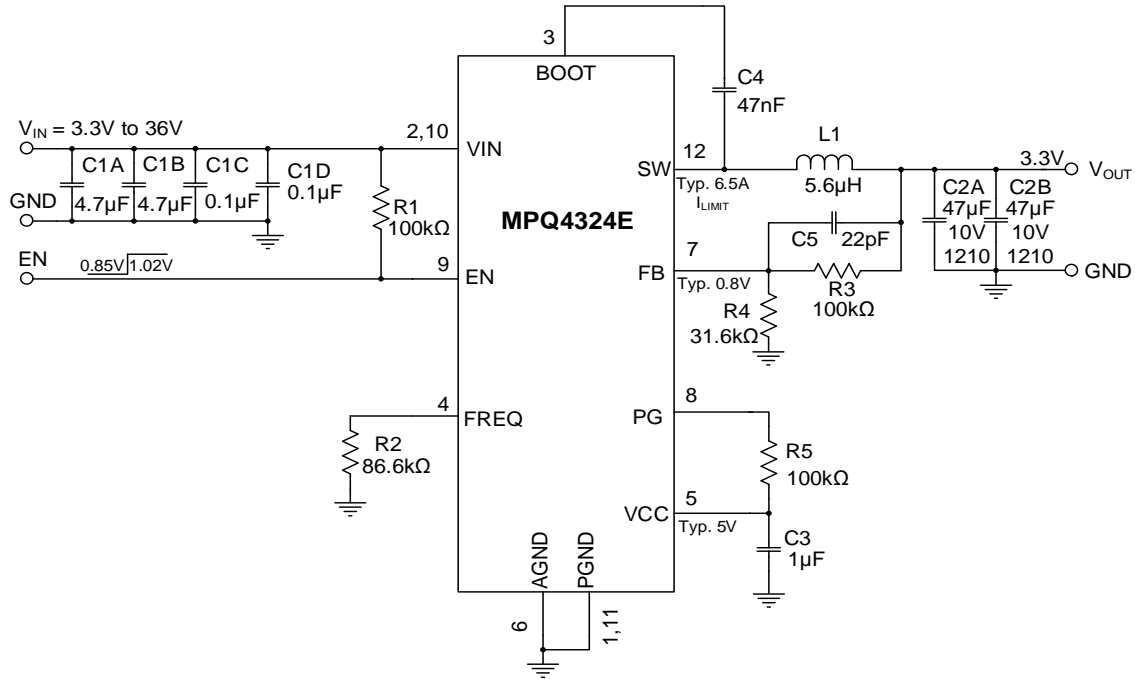 3
BOOT
C4
47nF
V_IN = 3.3V to 36V
2,10
VIN
C1A
C1B
C1C
C1D
4.7µF
4.7µF
0.1µF
0.1µF
GND
R1
100kΩ
EN
0.85V
1.02V
9
EN
MPQ4324E
12
SW
Typ. 6.5A
I_LIMIT
L1
5.6µH
3.3V
V_OUT
C2A
47µF
10V
1210
C2B
47µF
10V
1210
GND
C5
22pF
7
FB
Typ. 0.8V
R3
100kΩ
R4
31.6kΩ
4
FREQ
R2
86.6kΩ
8
PG
R5
100kΩ
5
VCC
Typ. 5V
C3
1µF
AGND
PGND
6
1,11